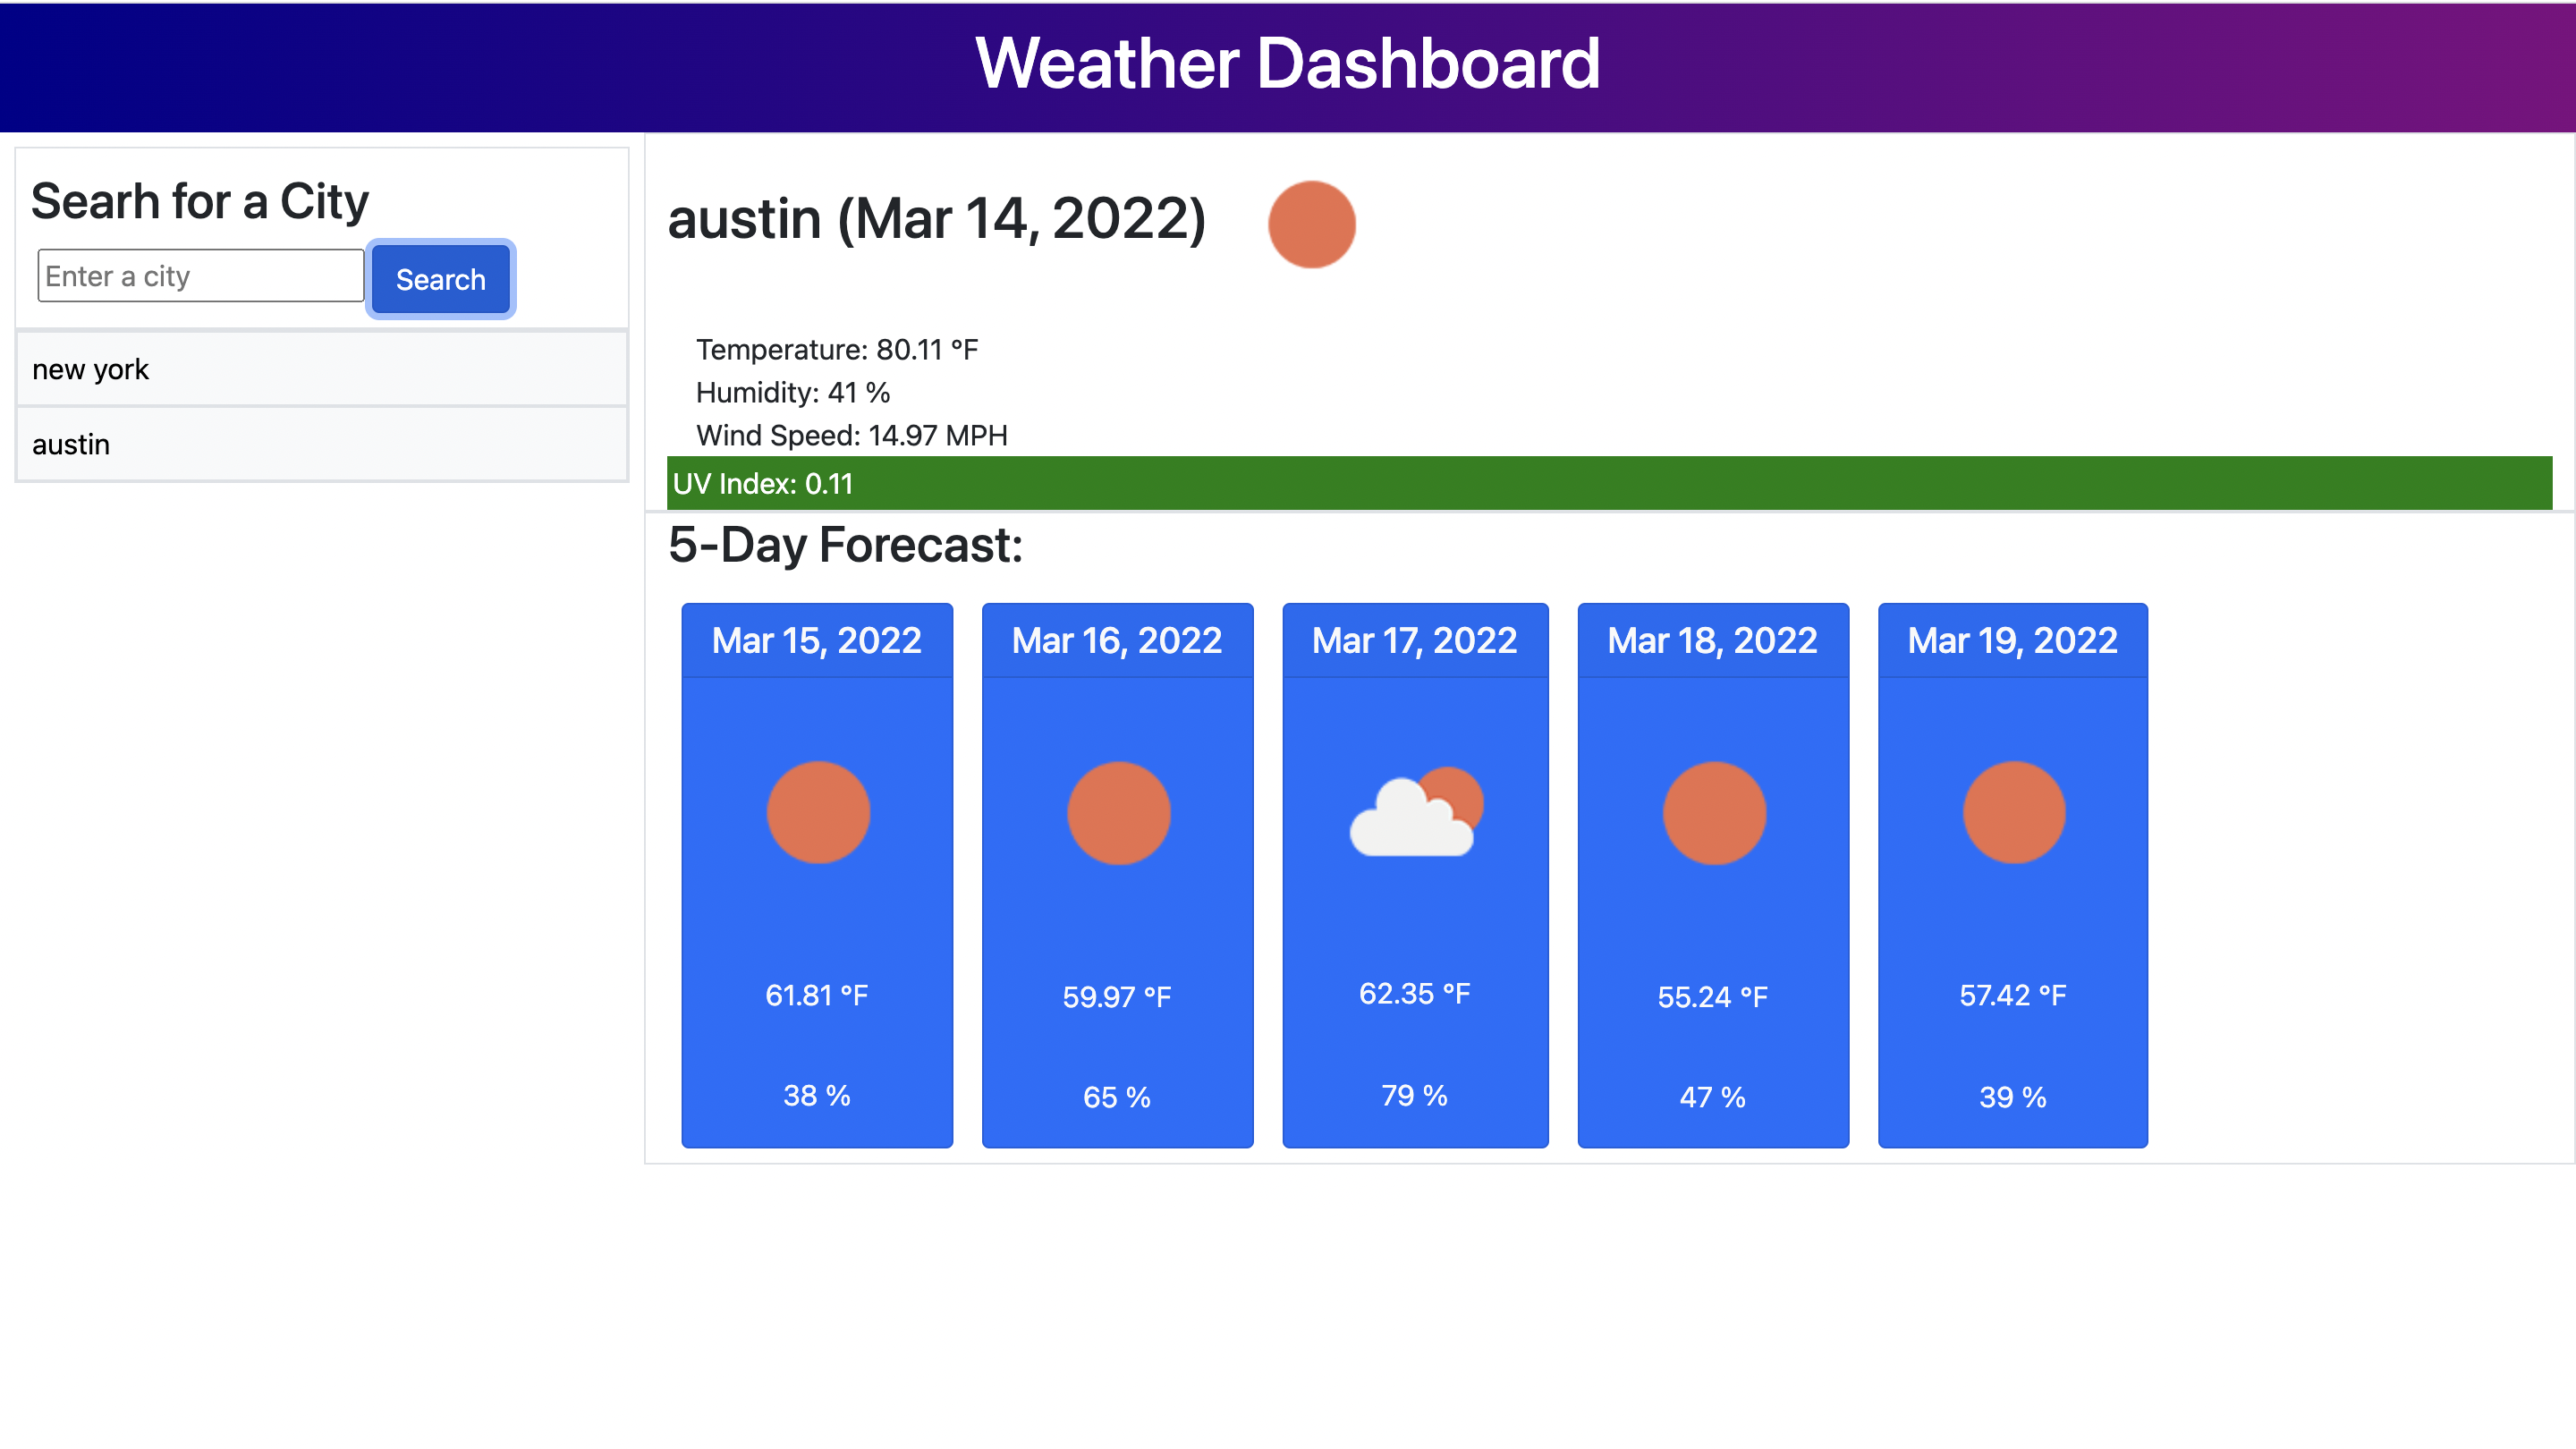 Weather Dashboard
Searh for a City
Enter a city
Search
new york
austin
austin (Mar 14, 2022)
Temperature: 80.11 °F
Humidity: 41 %
Wind Speed: 14.97 MPH
UV Index: 0.11
5-Day Forecast:
Mar 15, 2022
61.81 °F
38 %
Mar 16, 2022
59.97 °F
65 %
Mar 17, 2022
62.35 °F
79 %
Mar 18, 2022
55.24 °F
47 %
Mar 19, 2022
57.42 °F
39 %